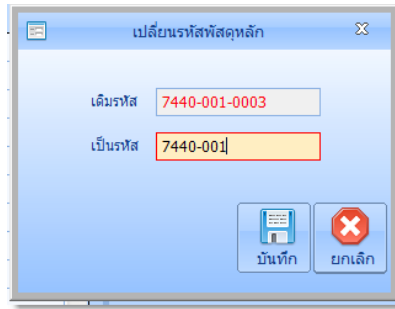 เปลี่ยนรหัสพัสดุหลัก
เดิมรหัส 7440-001-0003
เป็นรหัส 7440-001
บันทึก ยกเลิก